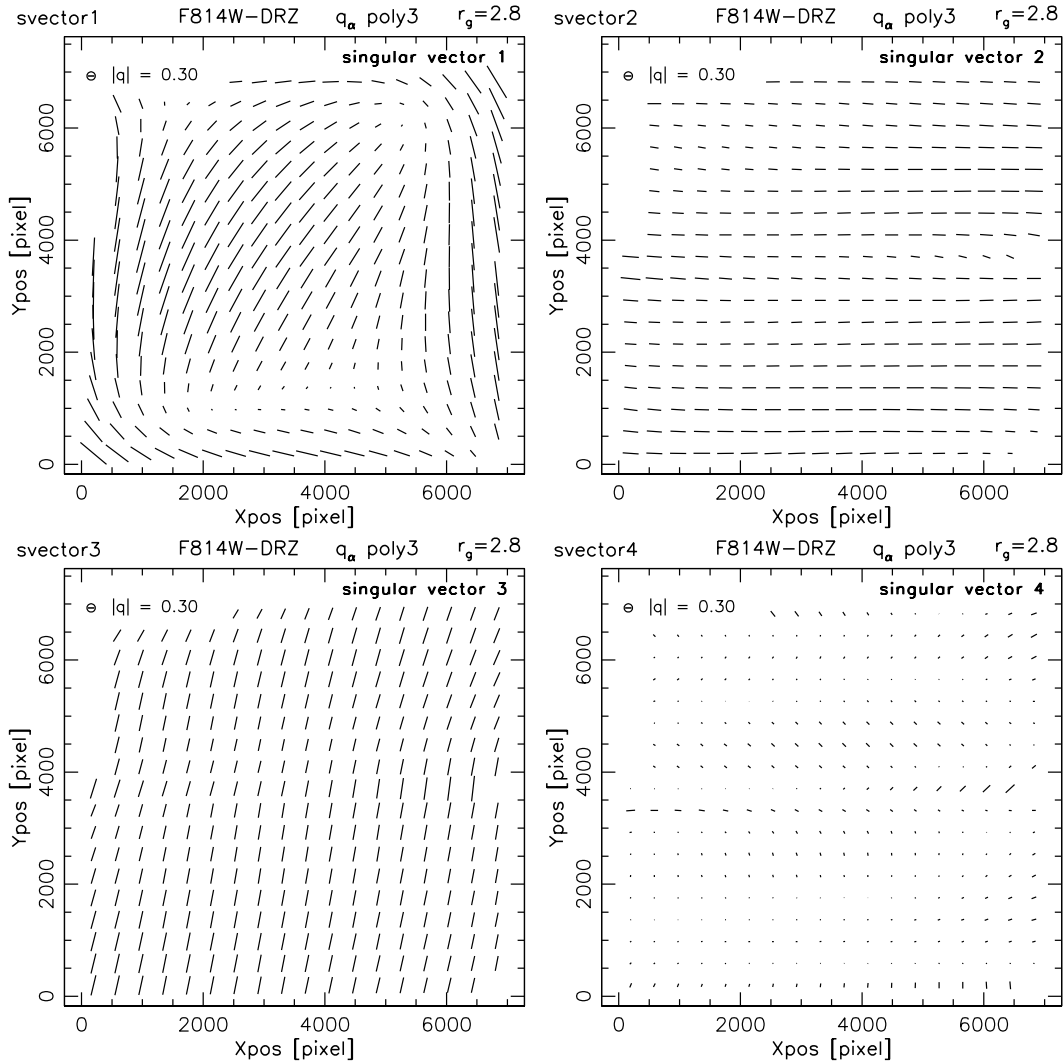 svector1 F814W-DRZ qα poly3 rg=2.8
singular vector 1
⊖ |q| = 0.30
Ypos [pixel]
0 2000 4000 6000
0 2000 4000 6000
Xpos [pixel]
svector2 F814W-DRZ qα poly3 rg=2.8
singular vector 2
⊖ |q| = 0.30
Ypos [pixel]
0 2000 4000 6000
0 2000 4000 6000
Xpos [pixel]
svector3 F814W-DRZ qα poly3 rg=2.8
singular vector 3
⊖ |q| = 0.30
Ypos [pixel]
0 2000 4000 6000
0 2000 4000 6000
Xpos [pixel]
svector4 F814W-DRZ qα poly3 rg=2.8
singular vector 4
⊖ |q| = 0.30
Ypos [pixel]
0 2000 4000 6000
0 2000 4000 6000
Xpos [pixel]